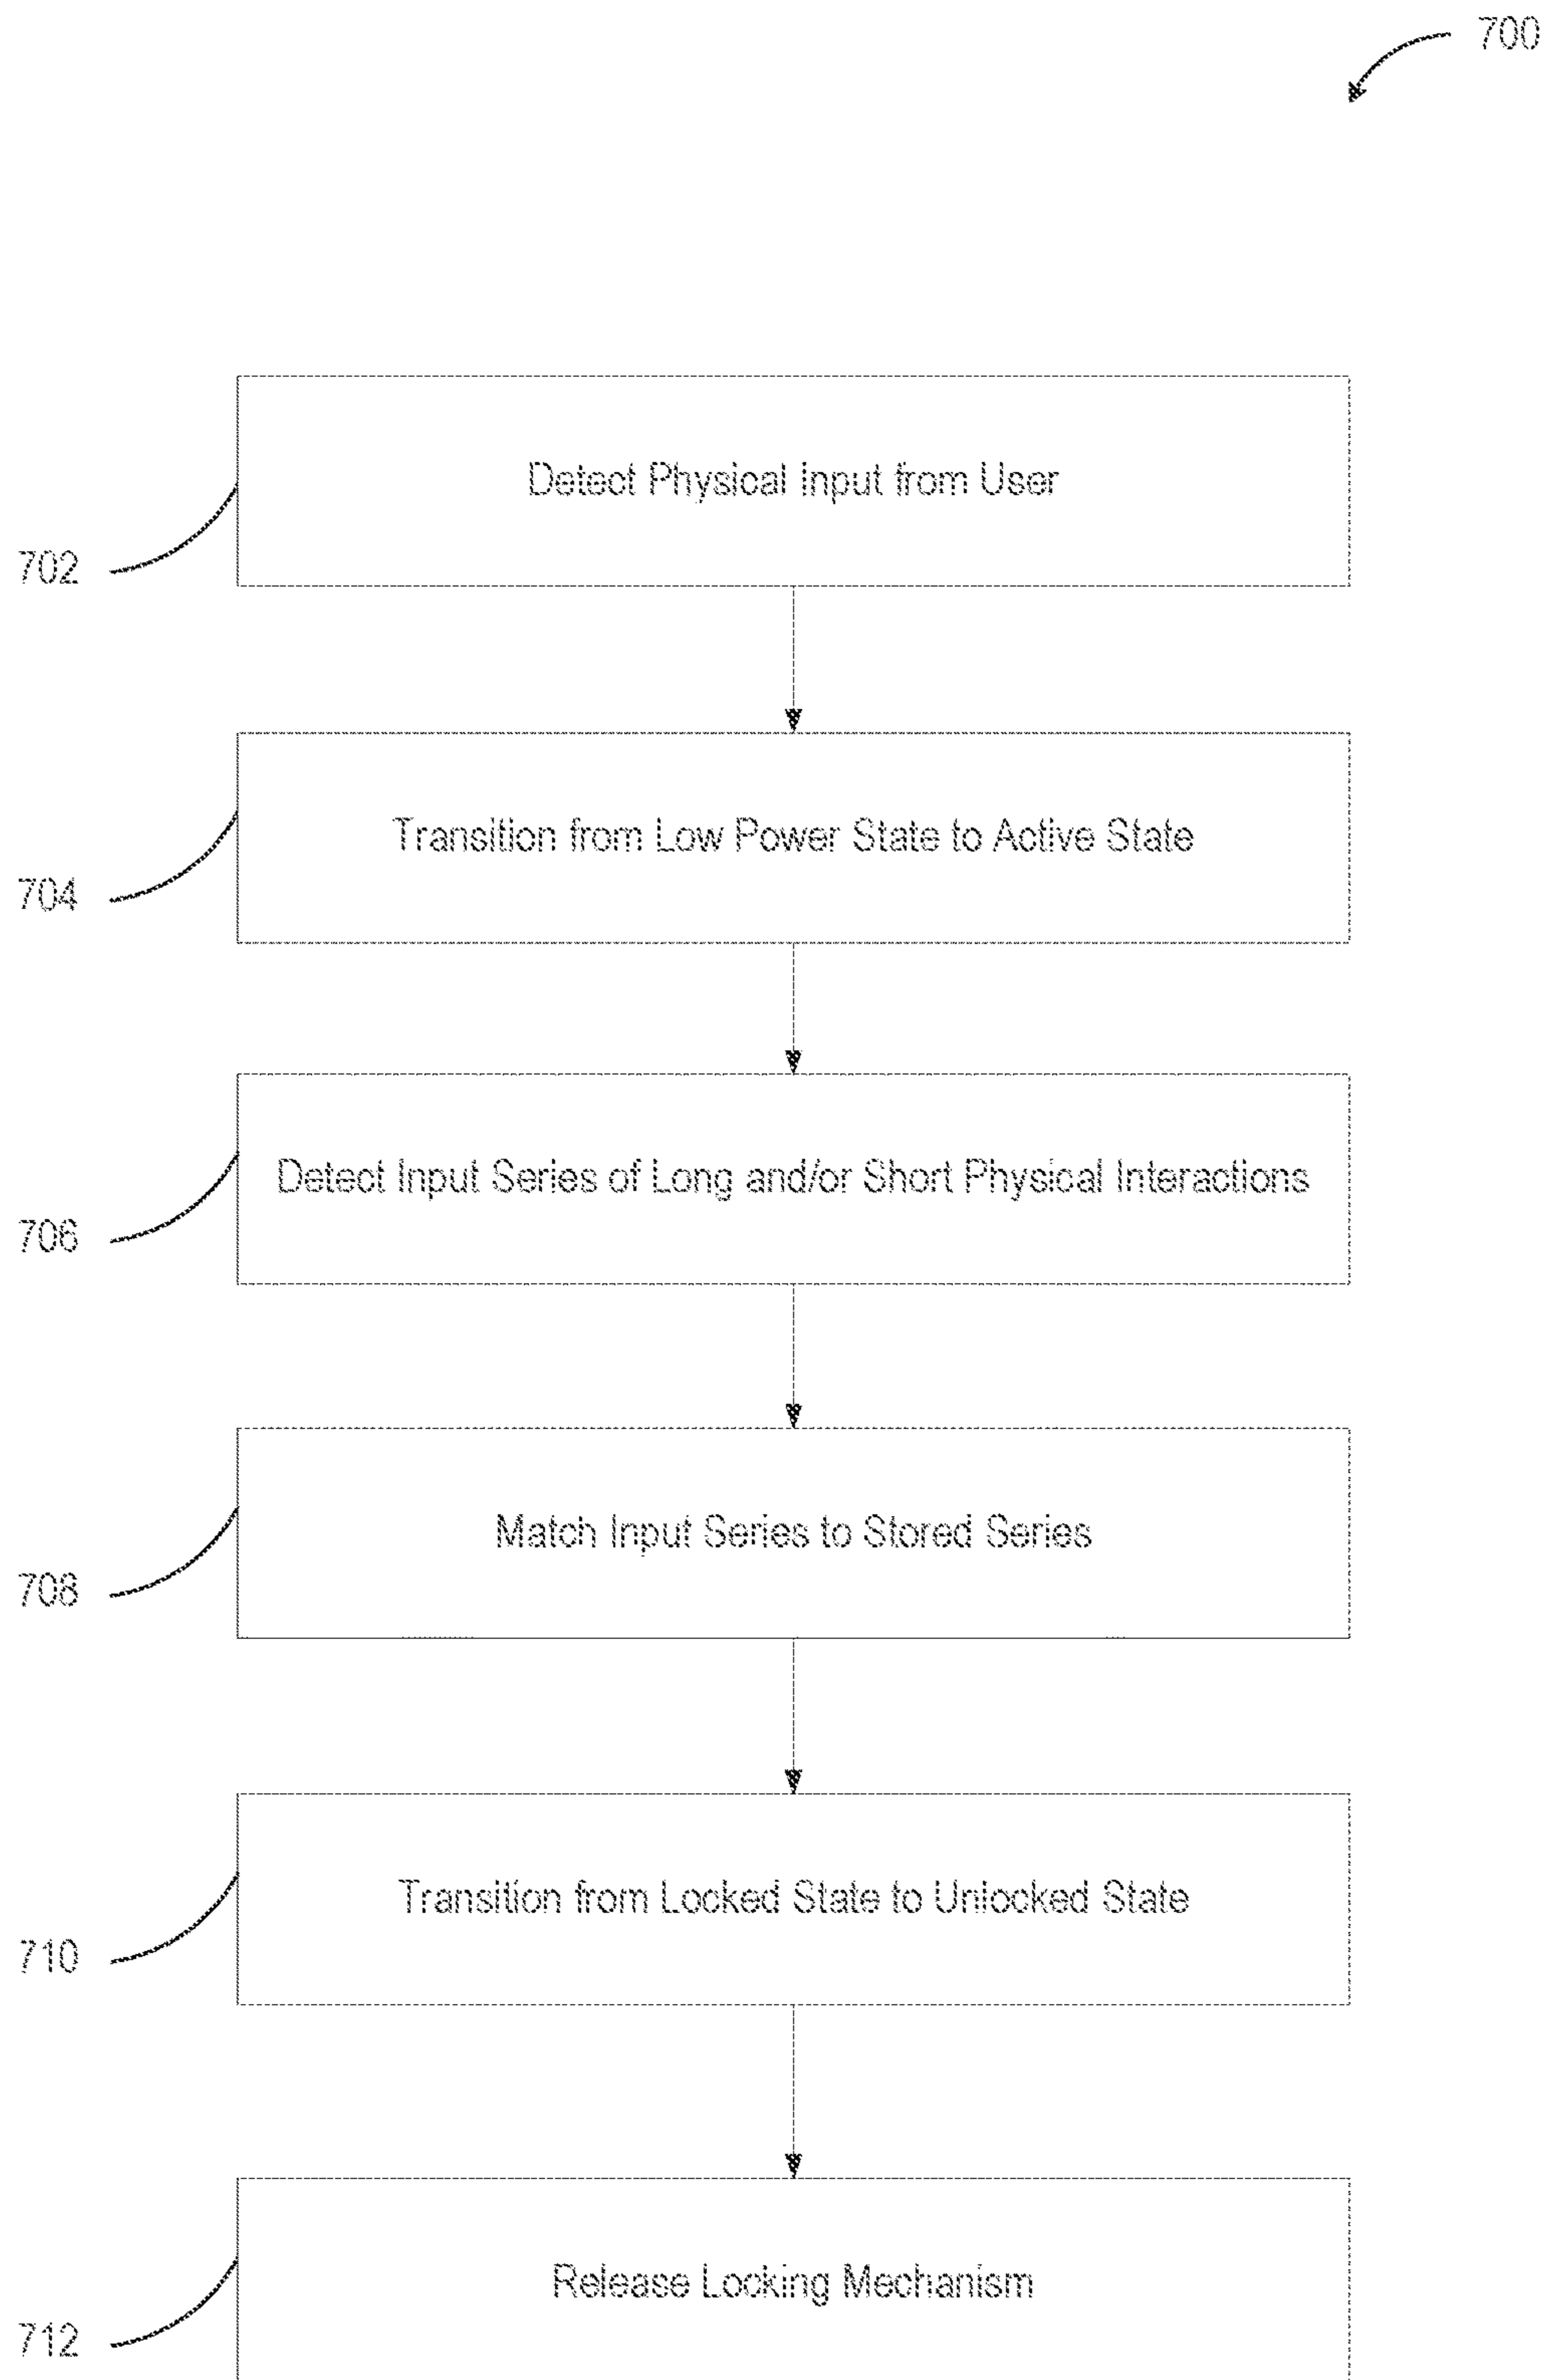 700
Detect Physical Input from User
702
Transition from Low Power State to Active State
704
Detect Input Series of Long and/or Short Physical Interactions
706
Match Input Series to Stored Series
708
Transition from Locked State to Unlocked State
710
Release Locking Mechanism
712